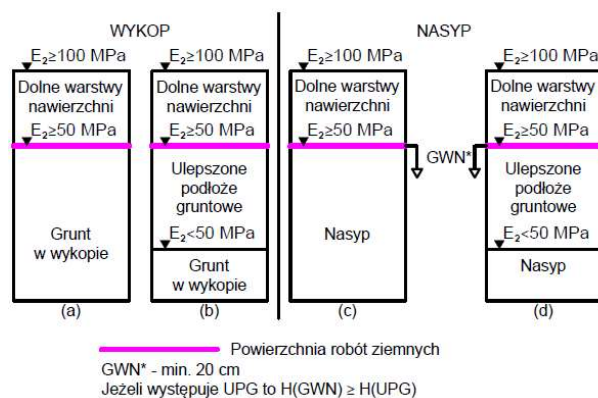 WYKOP
NASYP
E₂≥100 MPa
E₂≥100 MPa
E₂≥100 MPa
E₂≥100 MPa
Dolne warstwy
nawierzchni
Dolne warstwy
nawierzchni
Dolne warstwy
nawierzchni
Dolne warstwy
nawierzchni
E₂≥50 MPa
E₂≥50 MPa
E₂≥50 MPa
E₂≥50 MPa
GWN*
Grunt
w wykopie
Ulepszone
podłoże
gruntowe
Nasyp
Ulepszone
podłoże
gruntowe
E₂<50 MPa
E₂<50 MPa
Grunt
w wykopie
Nasyp
(a)
(b)
(c)
(d)
Powierzchnia robót ziemnych
GWN* - min. 20 cm
Jeżeli występuje UPG to H(GWN) ≥ H(UPG)